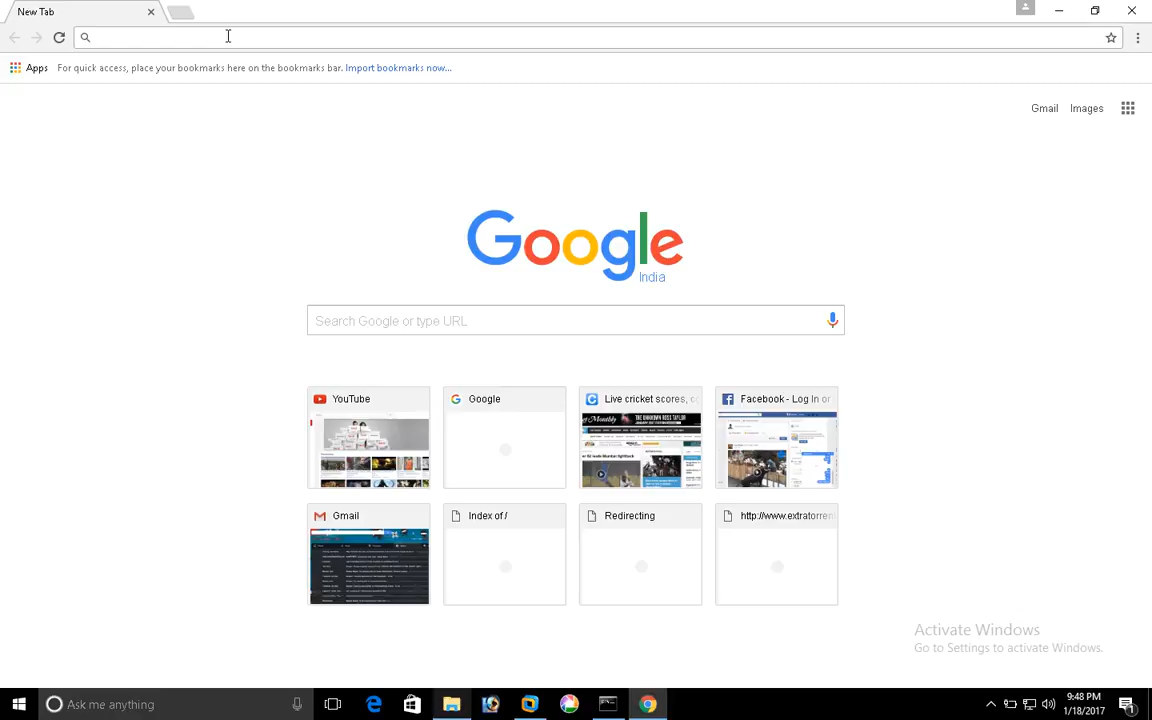 New Tab
Apps For quick access, place your bookmarks here on the bookmarks bar. Import bookmarks now...
Gmail Images
Google
India
Search Google or type URL
YouTube
Google
Live cricket scores, c
Facebook - Log In or
Gmail
Index of /
Redirecting
http://www.extratorren
Activate Windows
Go to Settings to activate Windows.
Ask me anything
9:48 PM
1/18/2017
1